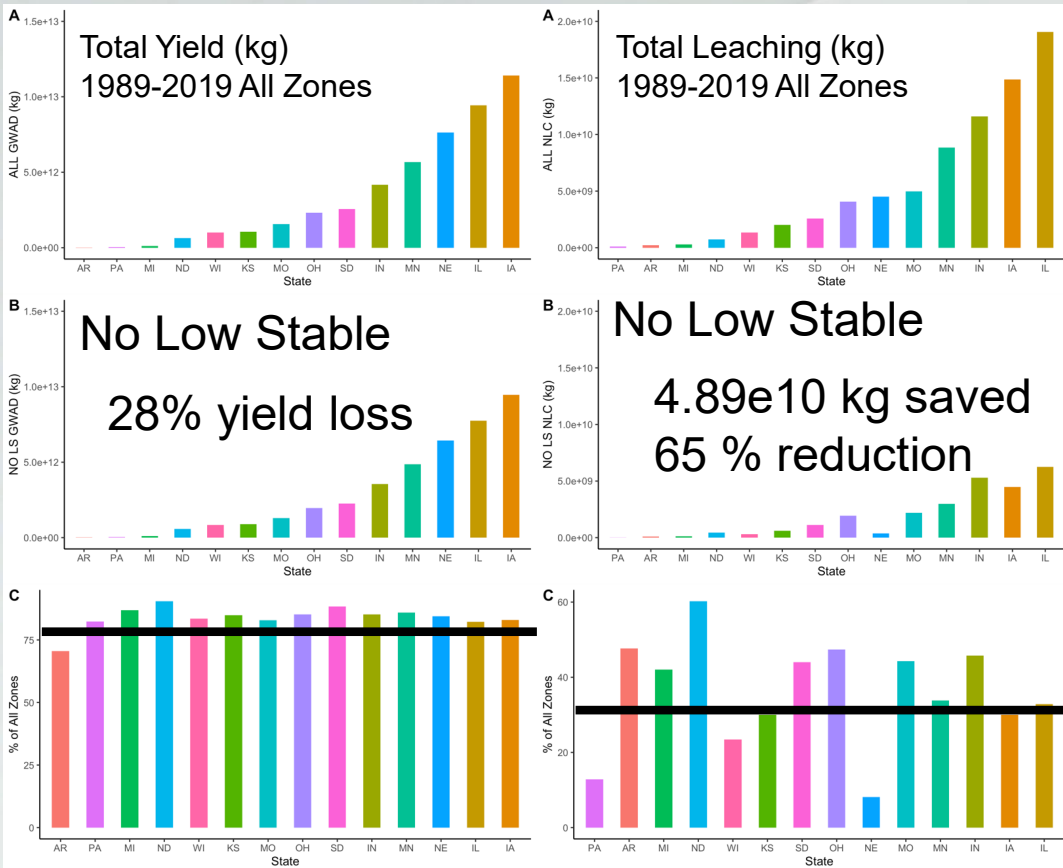 A
Total Yield (kg)
1989-2019 All Zones
ALL GWAD (kg)
1.5e+13
1.0e+13
5.0e+12
0.0e+00
AR PA MI ND WI KS MO OH SD IN MN NE IL IA
State
A
Total Leaching (kg)
1989-2019 All Zones
ALL NLC (kg)
2.0e+10
1.5e+10
1.0e+10
5.0e+09
0.0e+00
PA AR MI ND WI KS SD OH NE MO MN IN IA IL
State
B
No Low Stable
28% yield loss
NO LS GWAD (kg)
1.5e+13
1.0e+13
5.0e+12
0.0e+00
AR PA MI ND WI KS MO OH SD IN MN NE IL IA
State
B
No Low Stable
4.89e10 kg saved
65 % reduction
NO LS NLC (kg)
2.0e+10
1.5e+10
1.0e+10
5.0e+09
0.0e+00
PA AR MI ND WI KS SD OH NE MO MN IN IA IL
State
C
% of All Zones
75
50
25
0
AR PA MI ND WI KS MO OH SD IN MN NE IL IA
State
C
% of All Zones
60
40
20
0
PA AR MI ND WI KS SD OH NE MO MN IN IA IL
State